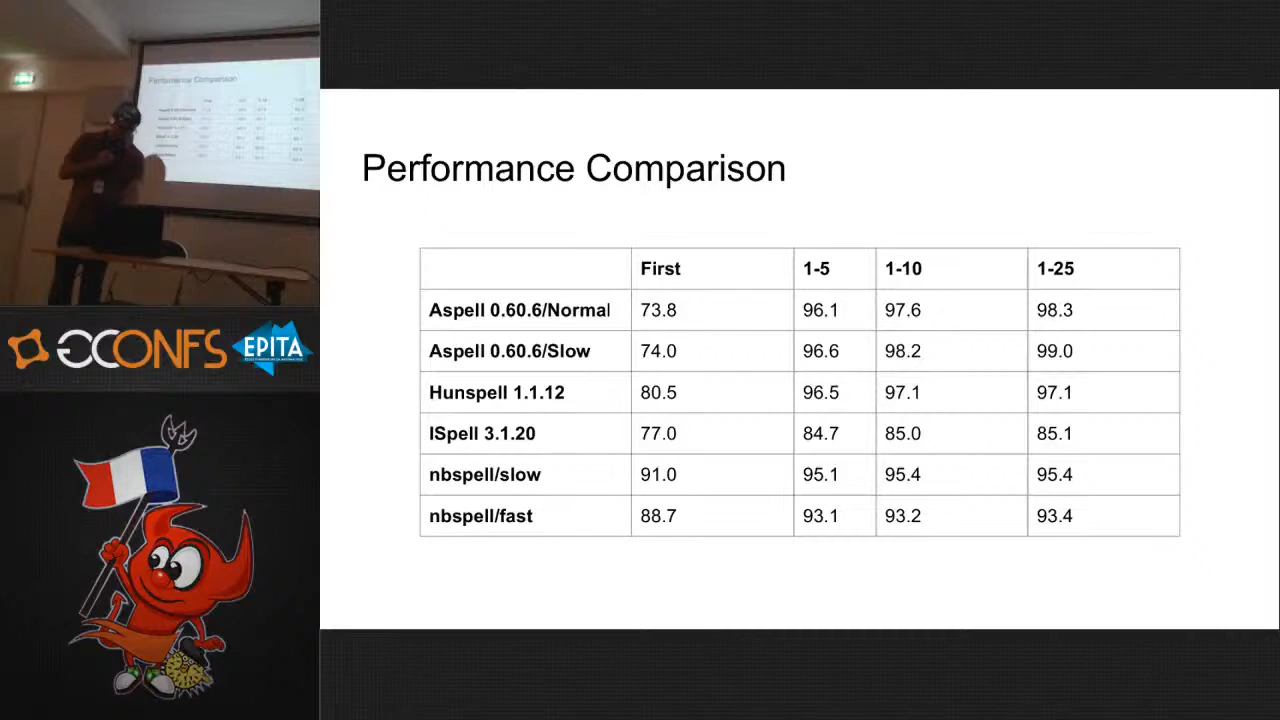 Performance Comparison
First 1-5 1-10 1-25
Aspell 0.60.6/Normal 73.8 96.1 97.6 98.3
Aspell 0.60.6/Slow 74.0 96.6 98.2 99.0
Hunspell 1.1.12 80.5 96.5 97.1 97.1
ISpell 3.1.20 77.0 84.7 85.0 85.1
nbspell/slow 91.0 95.1 95.4 95.4
nbspell/fast 88.7 93.1 93.2 93.4
Performance Comparison
GCONFS
EPITA